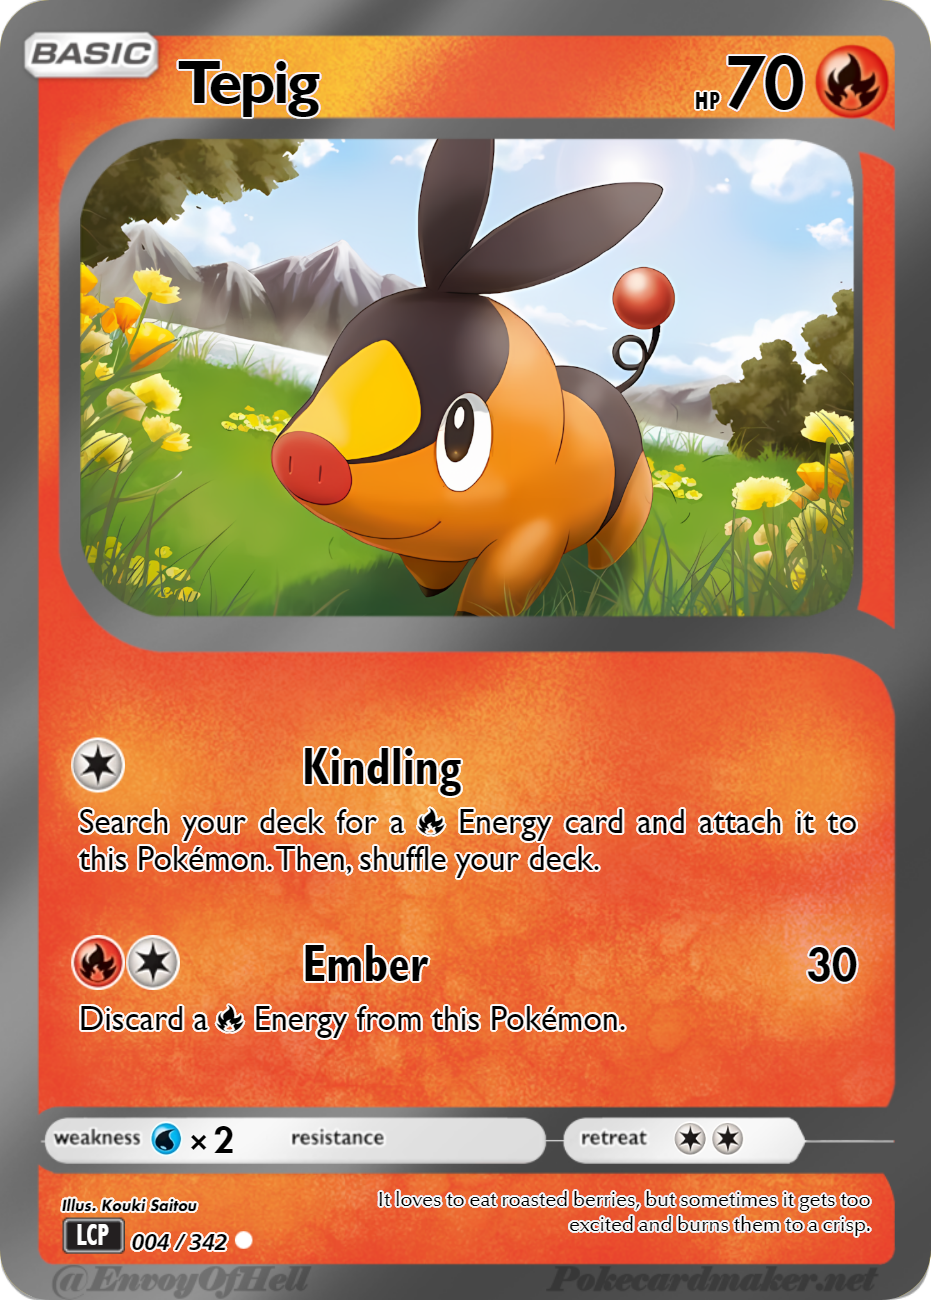 BASIC
Tepig
HP 70
Kindling
Search your deck for a Energy card and attach it to
this Pokémon. Then, shuffle your deck.
Ember 30
Discard a Energy from this Pokémon.
weakness × 2 resistance retreat
It loves to eat roasted berries, but sometimes it gets too
excited and burns them to a crisp.
Illus. Kouki Saitou
LCP 004 / 342
@EnvoyOfHell Pokecardmaker.net